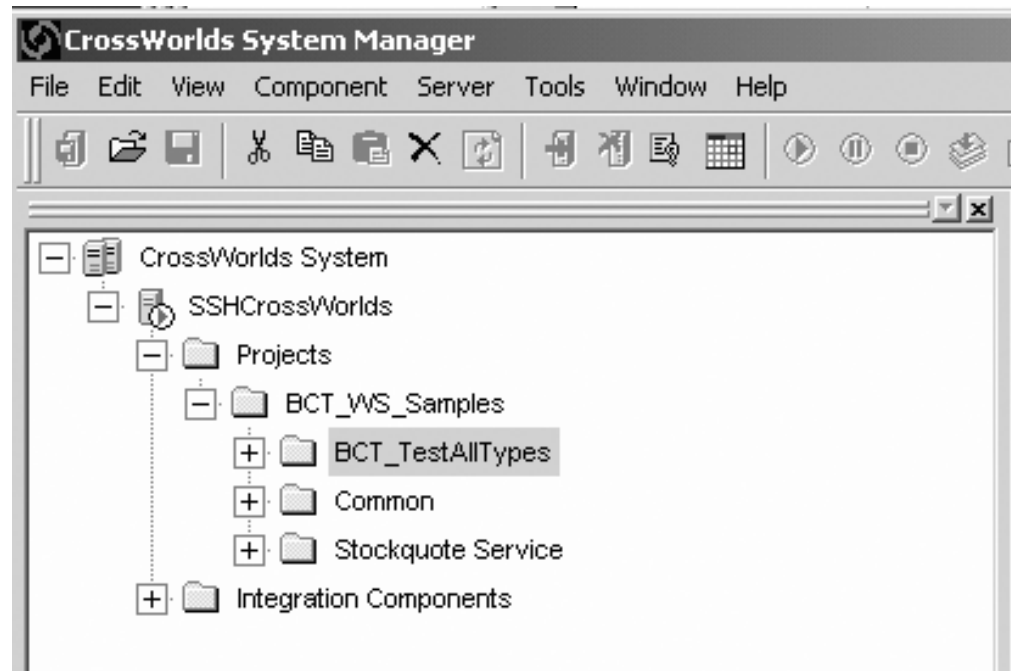 CrossWorlds System Manager
File Edit View Component Server Tools Window Help
CrossWorlds System
SSHCrossWorlds
Projects
BCT_WS_Samples
BCT_TestAllTypes
Common
Stockquote Service
Integration Components